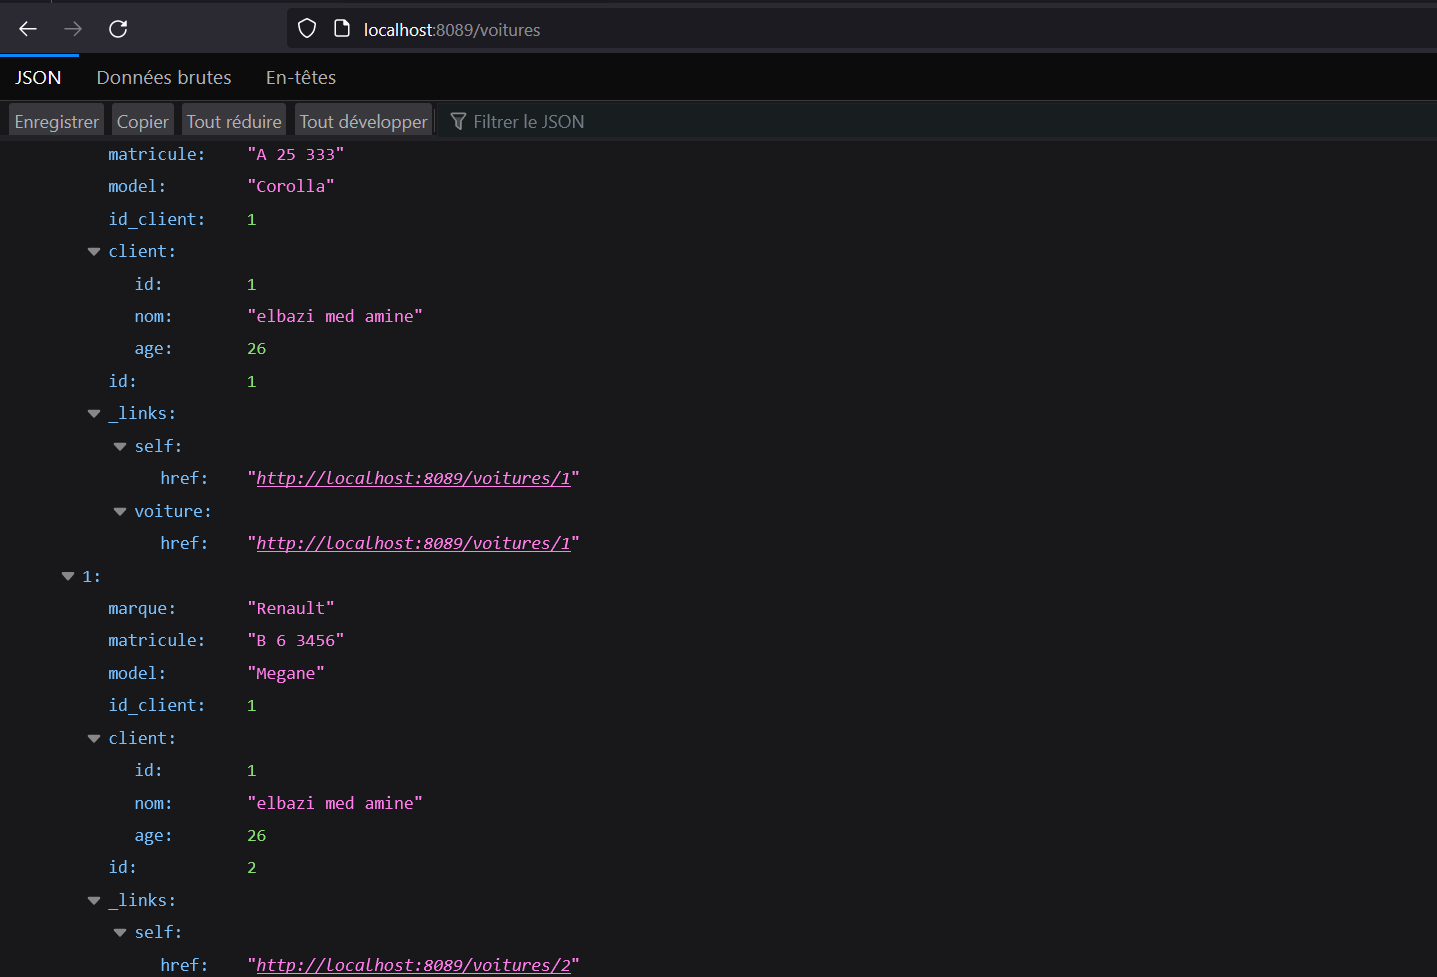 localhost:8089/voitures
JSON Données brutes En-têtes
Enregistrer Copier Tout réduire Tout développer Filtrer le JSON
matricule: "A 25 333"
model: "Corolla"
id_client: 1
client:
id: 1
nom: "elbazi med amine"
age: 26
id: 1
_links:
self:
href: "http://localhost:8089/voitures/1"
voiture:
href: "http://localhost:8089/voitures/1"
1:
marque: "Renault"
matricule: "B 6 3456"
model: "Megane"
id_client: 1
client:
id: 1
nom: "elbazi med amine"
age: 26
id: 2
_links:
self:
href: "http://localhost:8089/voitures/2"